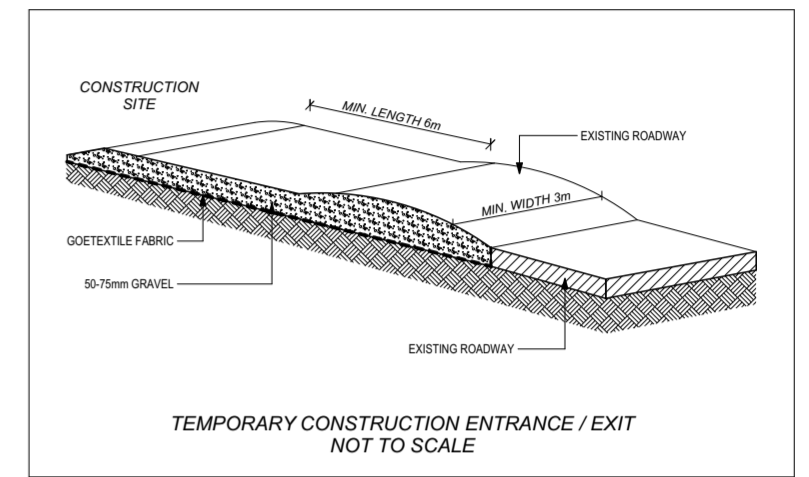 CONSTRUCTION
SITE
MIN. LENGTH 6m
EXISTING ROADWAY
MIN. WIDTH 3m
GOETEXTILE FABRIC
50-75mm GRAVEL
EXISTING ROADWAY
TEMPORARY CONSTRUCTION ENTRANCE / EXIT
NOT TO SCALE